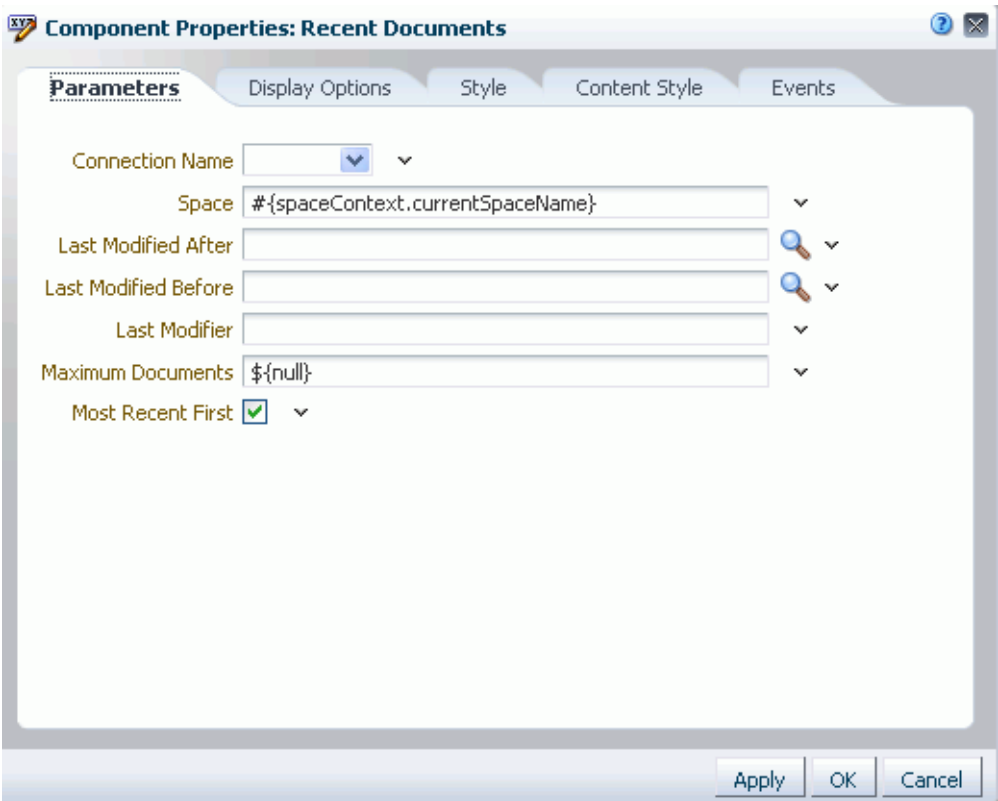 Component Properties: Recent Documents
Parameters Display Options Style Content Style Events
Connection Name
Space #{spaceContext.currentSpaceName}
Last Modified After
Last Modified Before
Last Modifier
Maximum Documents ${null}
Most Recent First
Apply OK Cancel